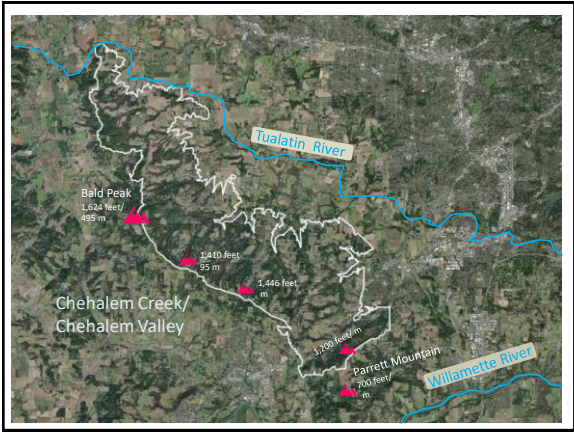 Tualatin River
Bald Peak
1,624 feet/
495 m
1,410 feet
95 m
1,446 feet
m
Chehalem Creek/
Chehalem Valley
1,200 feet/ m
Parrett Mountain
700 feet/
m
Willamette River